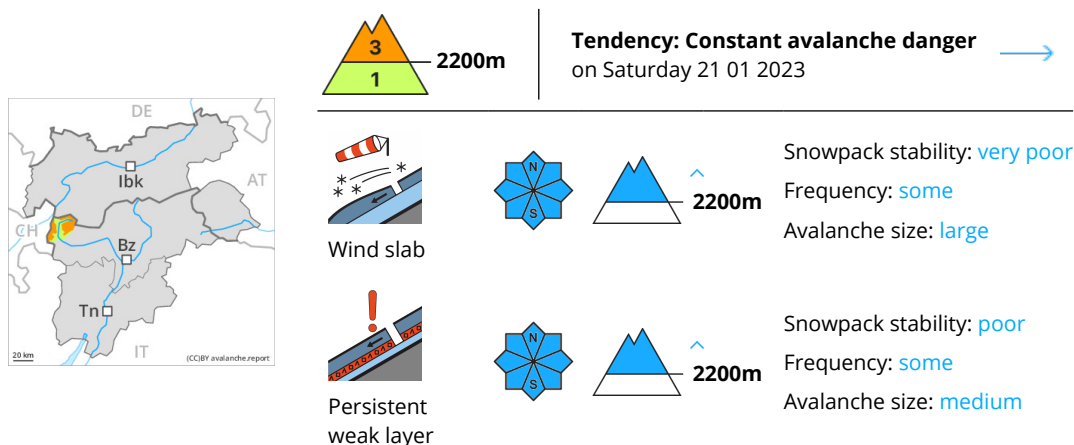 3
1
2200m
Tendency: Constant avalanche danger
on Saturday 21 01 2023
DE
AT
Ibk
CH
Bz
Tn
IT
20 km
(CC)BY avalanche.report
Wind slab
N
S
2200m
Snowpack stability: very poor
Frequency: some
Avalanche size: large
Persistent
weak layer
N
S
2200m
Snowpack stability: poor
Frequency: some
Avalanche size: medium